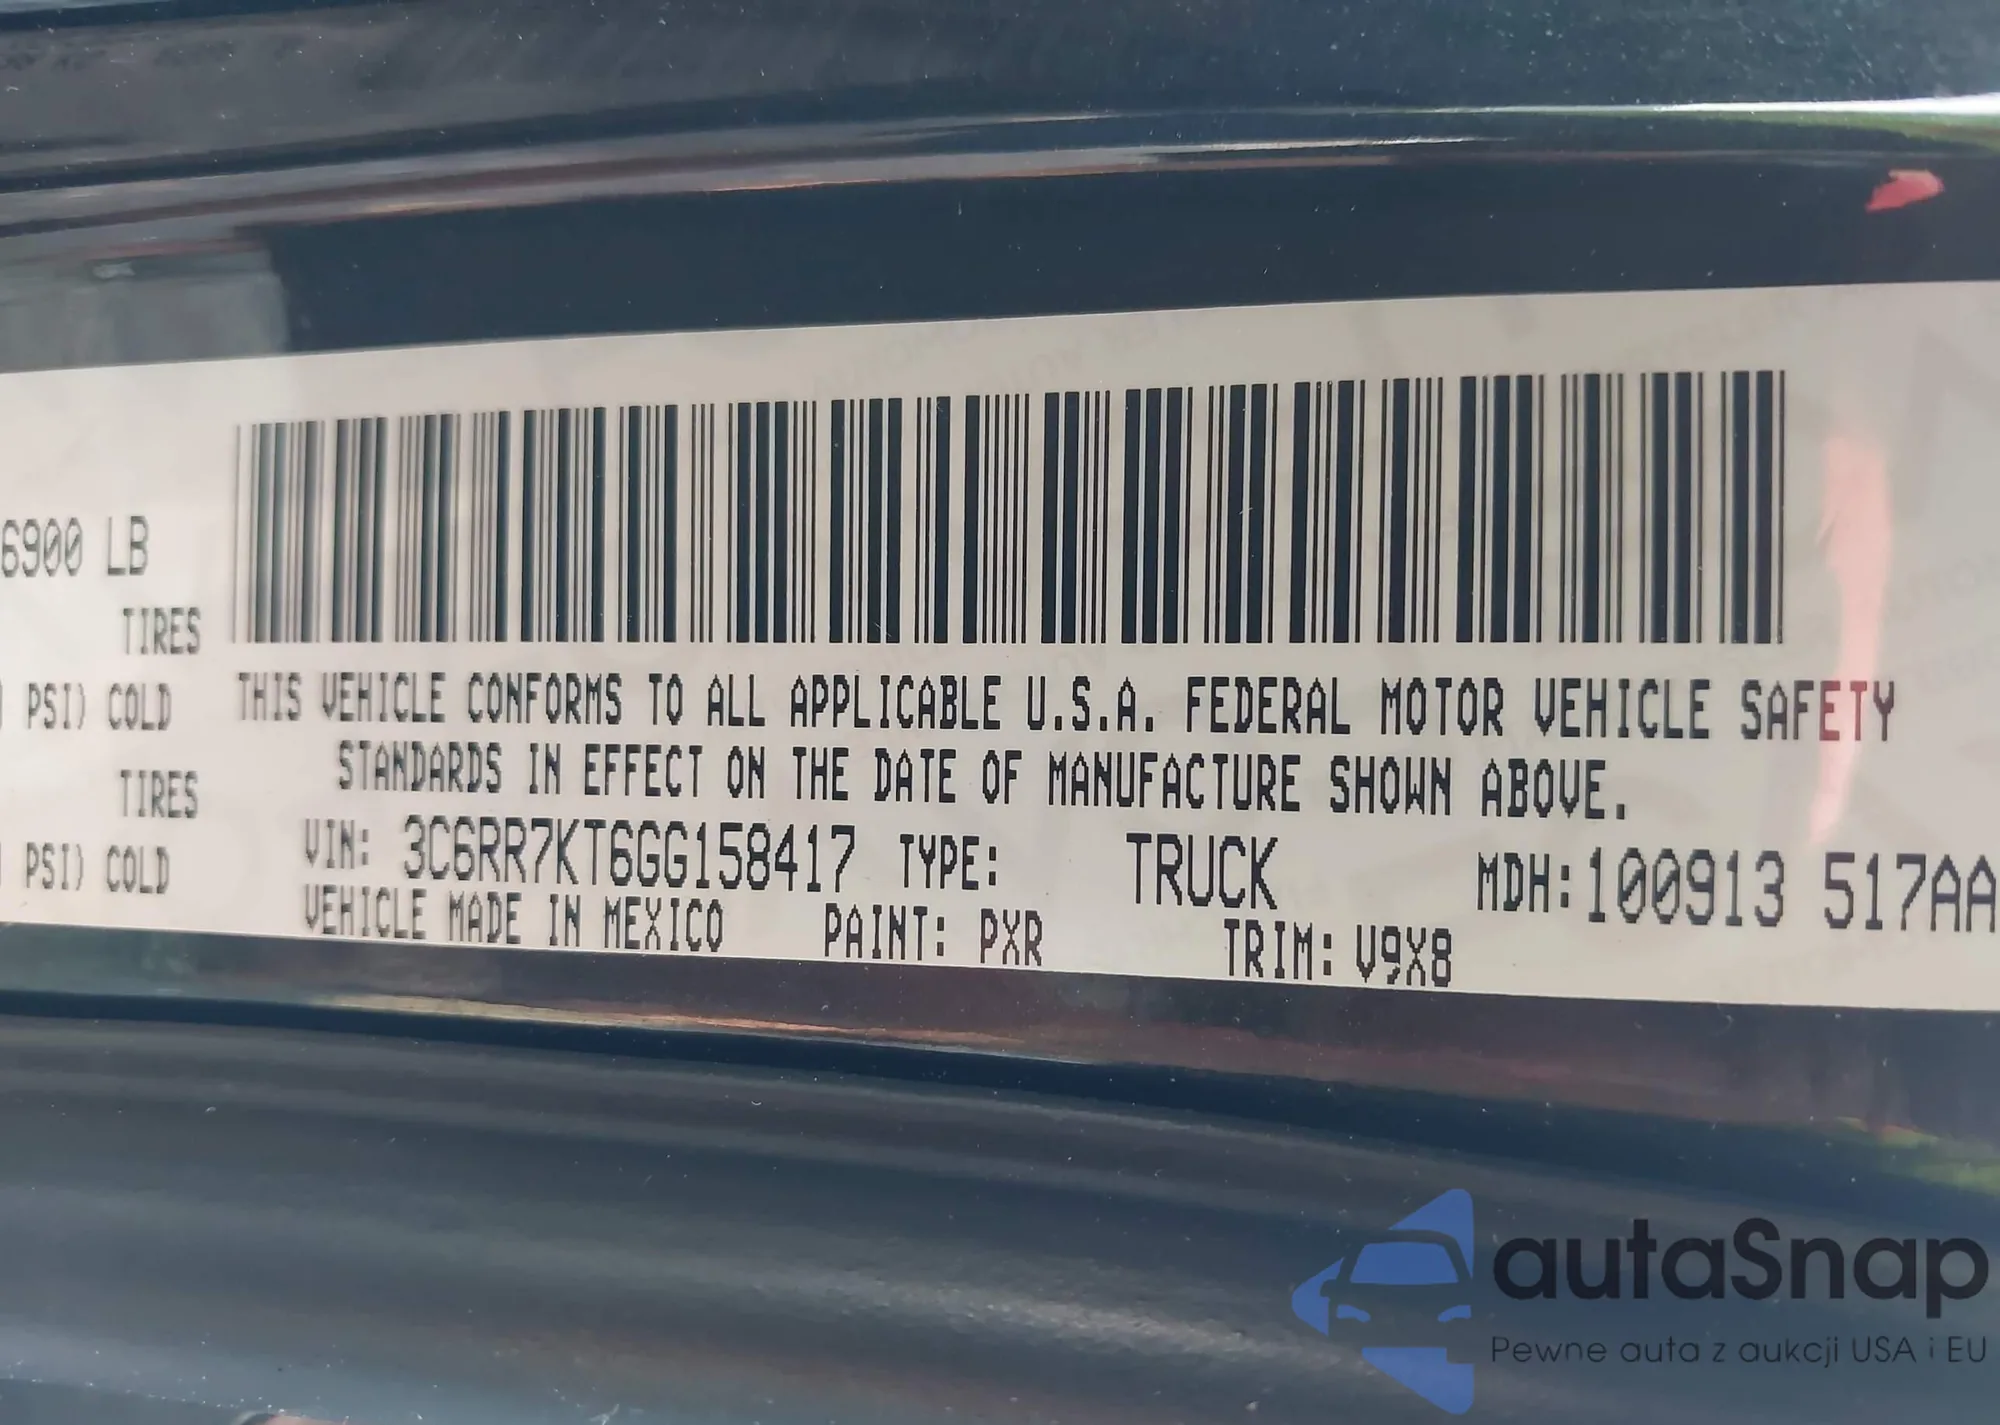 6900 LB
TIRES
PSI) COLD
TIRES
PSI) COLD
THIS VEHICLE CONFORMS TO ALL APPLICABLE U.S.A. FEDERAL MOTOR VEHICLE SAFETY
STANDARDS IN EFFECT ON THE DATE OF MANUFACTURE SHOWN ABOVE.
VIN: 3C6RR7KT6GG158417 TYPE: TRUCK MDH:100913 517AA
VEHICLE MADE IN MEXICO PAINT: PXR TRIM: V9X8
autaSnap
Pewne auta z aukcji USA i EU